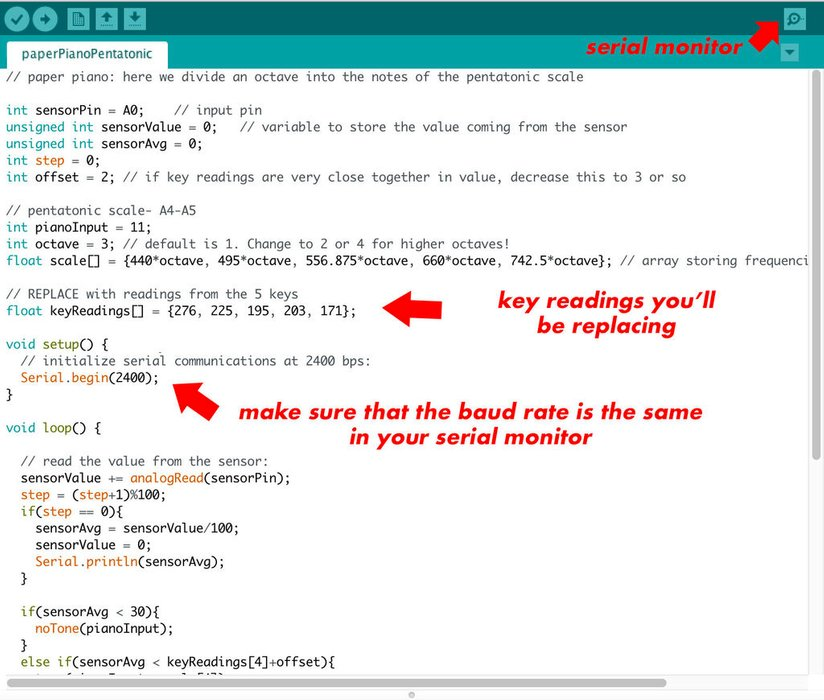 serial monitor
paperPianoPentatonic
// paper piano: here we divide an octave into the notes of the pentatonic scale
int sensorPin = A0;    // input pin
unsigned int sensorValue = 0;   // variable to store the value coming from the sensor
unsigned int sensorAvg = 0;
int step = 0;
int offset = 2; // if key readings are very close together in value, decrease this to 3 or so
// pentatonic scale- A4-A5
int pianoInput = 11;
int octave = 3; // default is 1. Change to 2 or 4 for higher octaves!
float scale[] = {440*octave, 495*octave, 556.875*octave, 660*octave, 742.5*octave}; // array storing frequenci
// REPLACE with readings from the 5 keys
float keyReadings[] = {276, 225, 195, 203, 171};
key readings you'll
be replacing
void setup() {
  // initialize serial communications at 2400 bps:
  Serial.begin(2400);
}
make sure that the baud rate is the same
in your serial monitor
void loop() {
  // read the value from the sensor:
  sensorValue += analogRead(sensorPin);
  step = (step+1)%100;
  if(step == 0){
    sensorAvg = sensorValue/100;
    sensorValue = 0;
    Serial.println(sensorAvg);
  }
  if(sensorAvg < 30){
    noTone(pianoInput);
  }
  else if(sensorAvg < keyReadings[4]+offset){